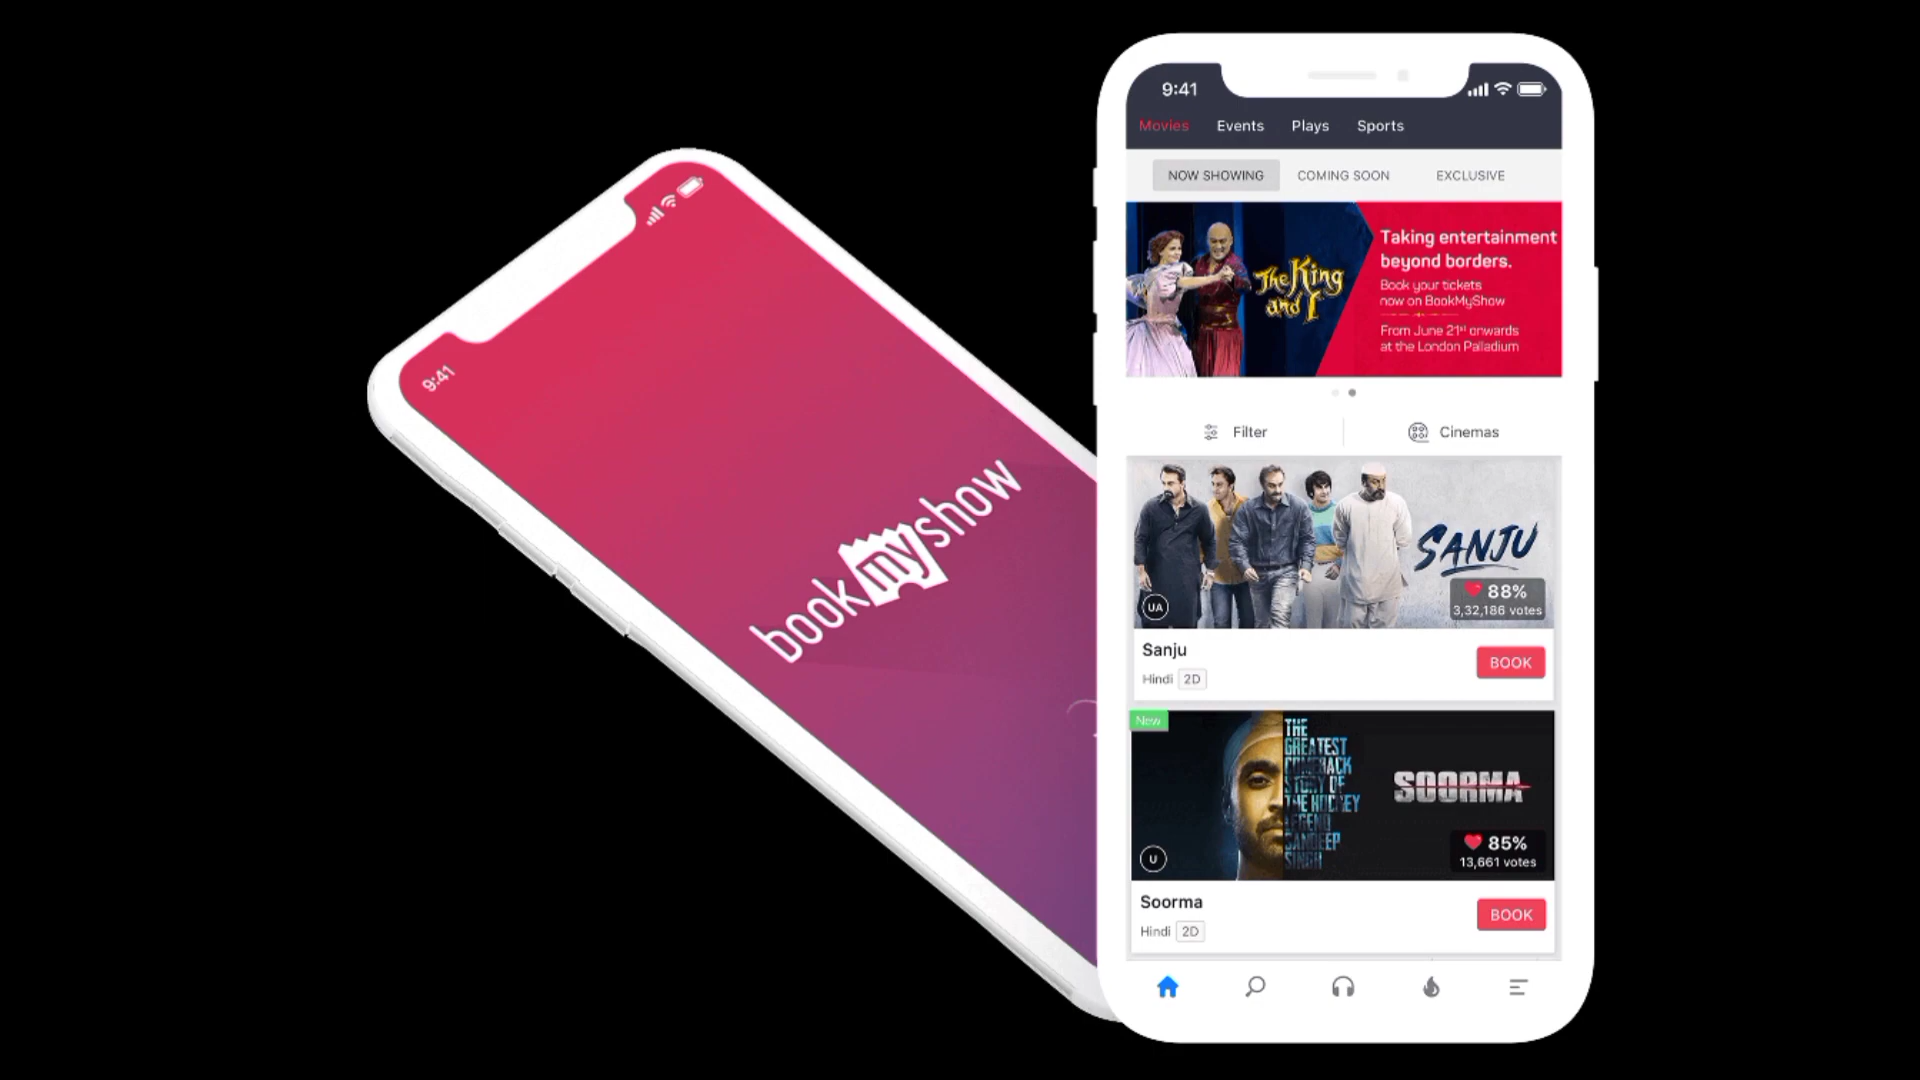 9:41
bookmyshow
9:41
Movies Events Plays Sports
NOW SHOWING COMING SOON EXCLUSIVE
The King
and I
Taking entertainment
beyond borders.
Book your tickets
now on BookMyShow
From June 21st onwards
at the London Palladium
Filter Cinemas
SANJU
UA
88%
3,32,186 votes
Sanju
BOOK
Hindi 2D
New
THE
GREATEST
COMEBACK
STORY OF
THE HOCKEY
LEGEND
SANDEEP
SINGH
SOORMA
U
85%
13,661 votes
Soorma
BOOK
Hindi 2D